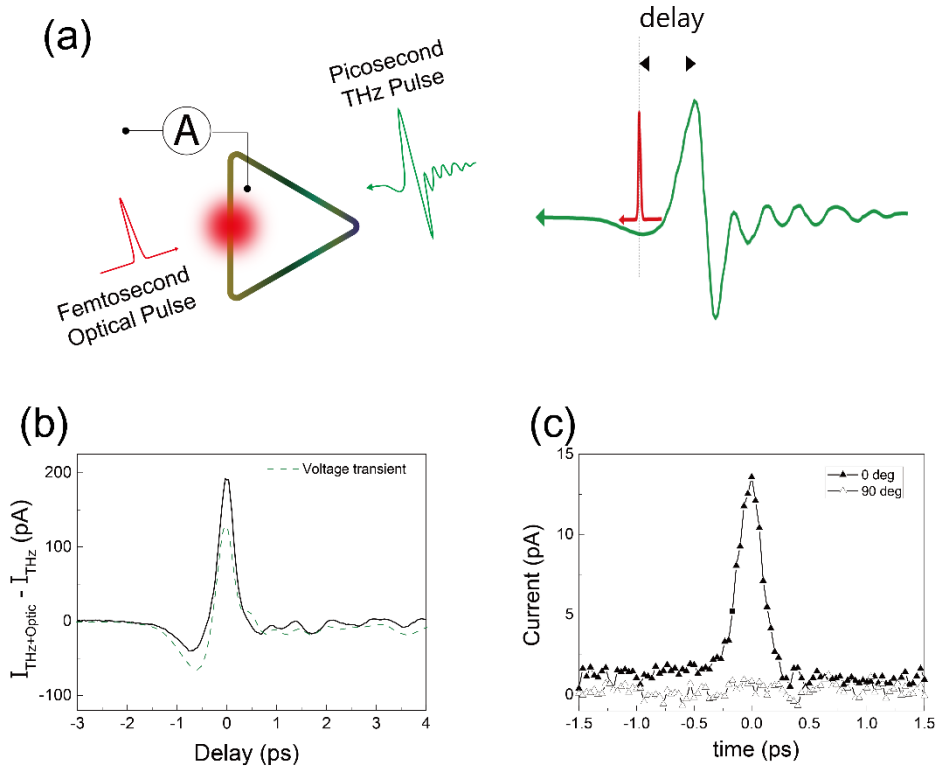 (a)
delay
Picosecond
THz Pulse
A
Femtosecond
Optical Pulse
(b)
I_THz+Optic - I_THz (pA)
200
100
0
-100
Voltage transient
-3
-2
-1
0
1
2
3
4
Delay (ps)
(c)
Current (pA)
15
10
5
0
0 deg
90 deg
-1.5
-1.0
-0.5
0.0
0.5
1.0
1.5
time (ps)